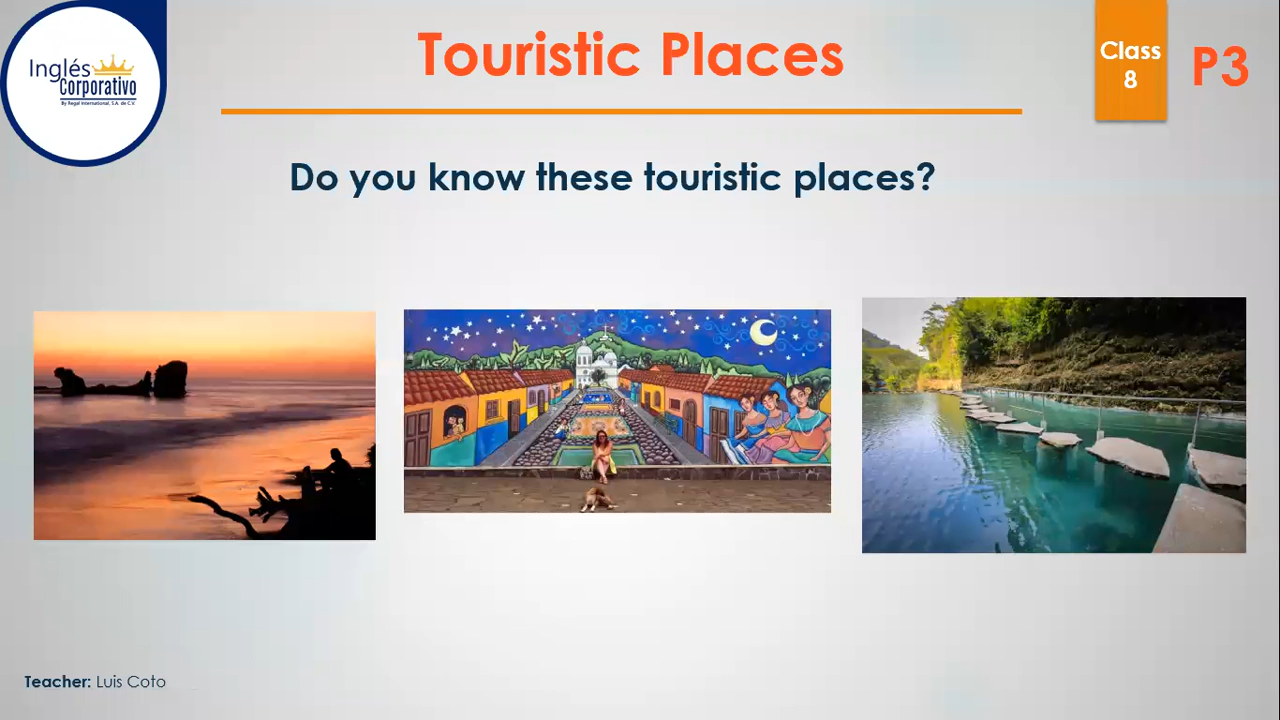 Inglés
Corporativo
By Regal International, S.A. de C.V.
Touristic Places
Class
8
P3
Do you know these touristic places?
Teacher: Luis Coto